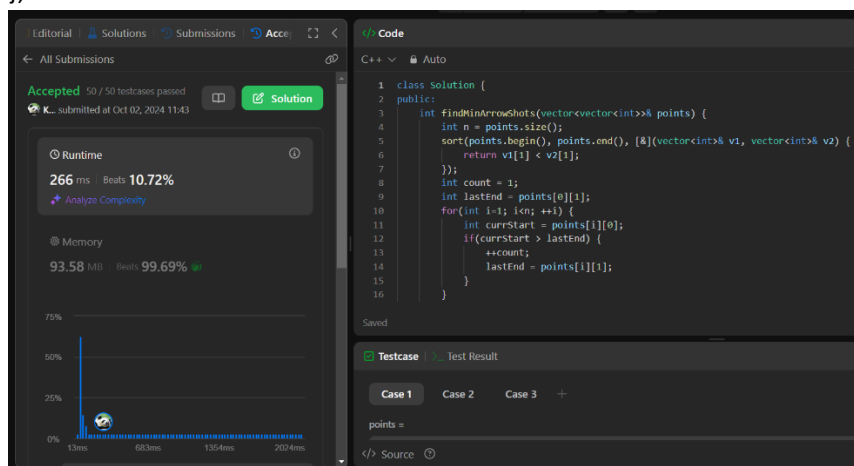 Editorial Solutions Submissions Acce
All Submissions
Accepted 50 / 50 testcases passed
K... submitted at Oct 02, 2024 11:43
Solution
Runtime
266 ms Beats 10.72%
Analyze Complexity
Memory
93.58 MB Beats 99.69%
75%
50%
25%
0%
13ms 683ms 1354ms 2024ms
</> Code
C++ Auto
1 class Solution {
2 public:
3 int findMinArrowShots(vector<vector<int>>& points) {
4 int n = points.size();
5 sort(points.begin(), points.end(), [&](vector<int>& v1, vector<int>& v2) {
6 return v1[1] < v2[1];
7 });
8 int count = 1;
9 int lastEnd = points[0][1];
10 for(int i=1; i<n; ++i) {
11 int currStart = points[i][0];
12 if(currStart > lastEnd) {
13 ++count;
14 lastEnd = points[i][1];
15 }
16 }
Saved
Testcase >_ Test Result
Case 1 Case 2 Case 3 +
points =
</> Source